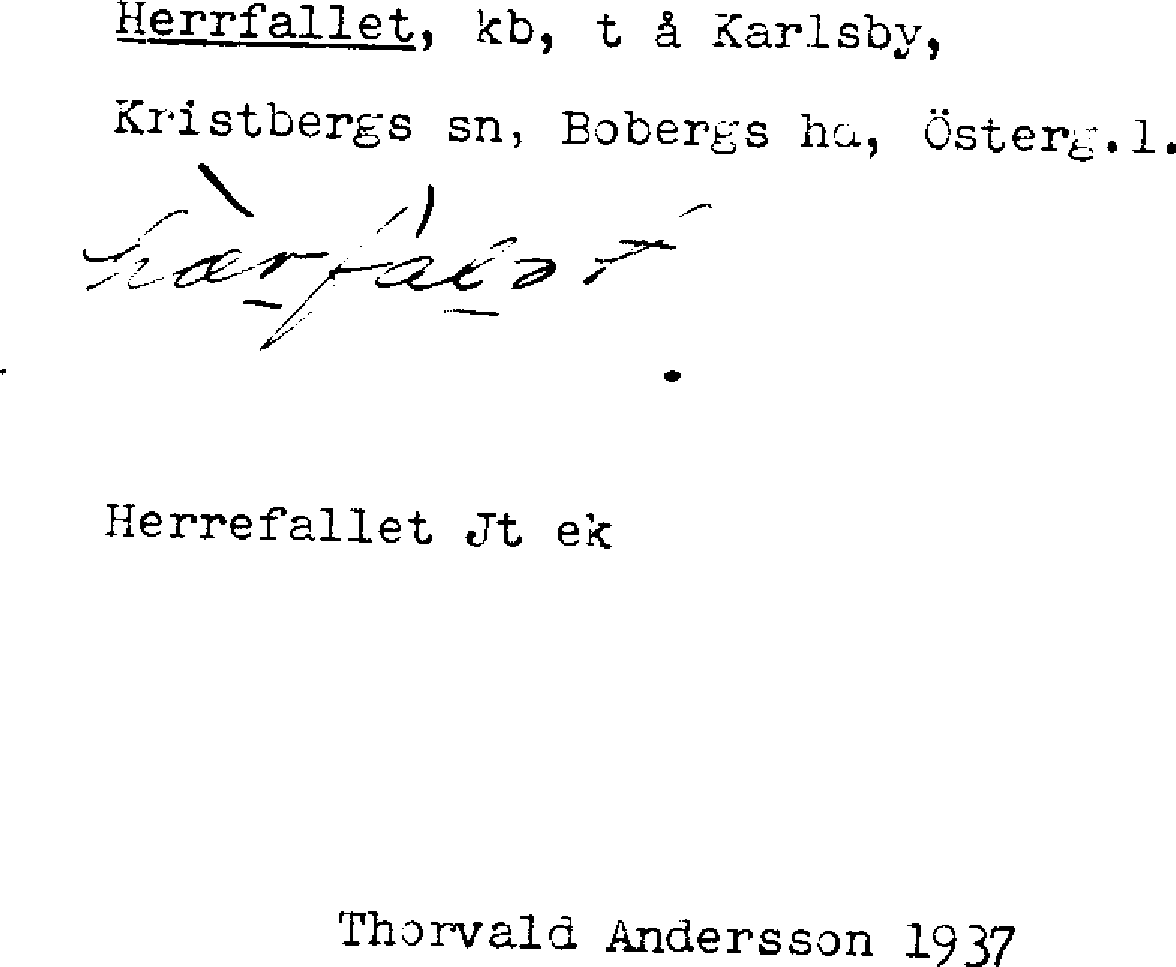 Herrfallet, kb, t å Karlsby,
Kristbergs sn, Bobergs hd, Österg.l.
Herrefallet Jt ek
Thorvald Andersson 1937